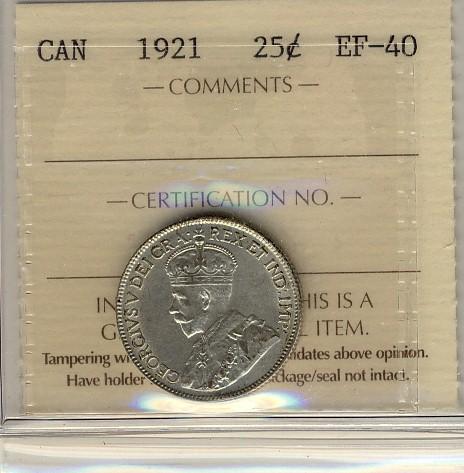 CAN 1921 25¢ EF-40
— COMMENTS —
— CERTIFICATION NO. —
GEORGIVS V DEI GRA: REX ET IND: IMP:
IS A
ITEM.
Tampering above opinion.
Have holder seal not intact.